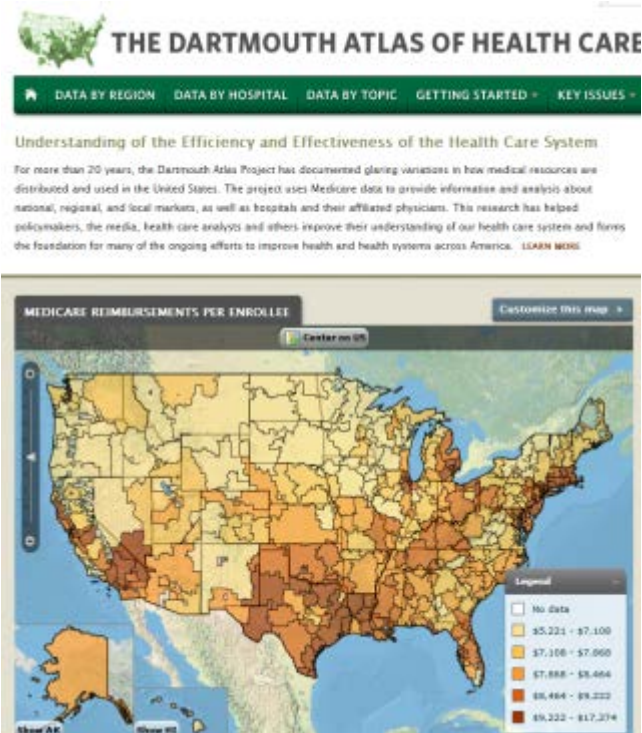 THE DARTMOUTH ATLAS OF HEALTH CARE
DATA BY REGION DATA BY HOSPITAL DATA BY TOPIC GETTING STARTED KEY ISSUES
Understanding of the Efficiency and Effectiveness of the Health Care System
For more than 20 years, the Dartmouth Atlas Project has documented glaring variations in how medical resources are
distributed and used in the United States. The project uses Medicare data to provide information and analysis about
national, regional, and local markets, as well as hospitals and their affiliated physicians. This research has helped
policymakers, the media, health care analysts and others improve their understanding of our health care system and forms
the foundation for many of the ongoing efforts to improve health and health systems across America. LEARN MORE
MEDICARE REIMBURSEMENTS PER ENROLLEE
Customize this map
Center on US
Legend
No data
$5,221 - $7,108
$7,108 - $7,868
$7,868 - $8,464
$8,464 - $9,222
$9,222 - $17,274
Show AK Show HI